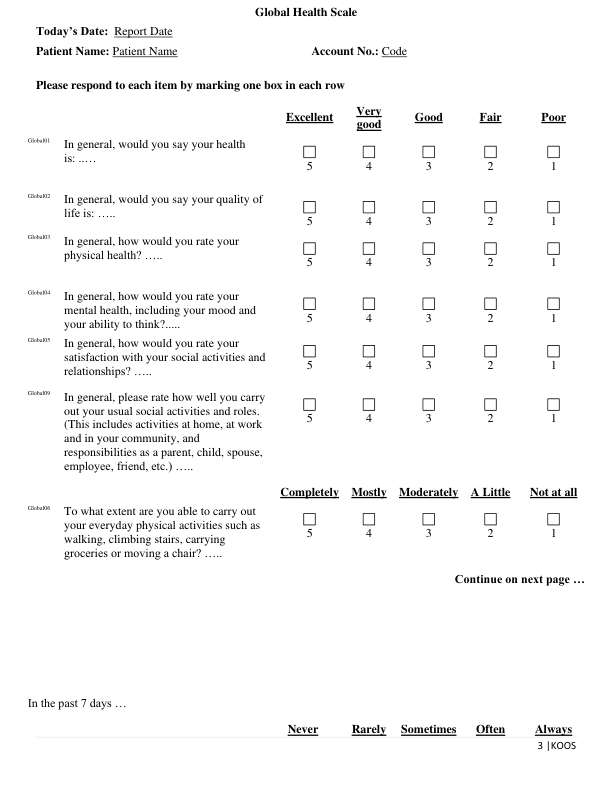 Global Health Scale
Today's Date: Report Date
Patient Name: Patient Name Account No.: Code
Please respond to each item by marking one box in each row
Excellent Very good Good Fair Poor
Global01 In general, would you say your health
is: ..…
5 4 3 2 1
Global02 In general, would you say your quality of
life is: …..
5 4 3 2 1
Global03 In general, how would you rate your
physical health? …..
5 4 3 2 1
Global04 In general, how would you rate your
mental health, including your mood and
your ability to think?.....
5 4 3 2 1
Global05 In general, how would you rate your
satisfaction with your social activities and
relationships? …..
5 4 3 2 1
Global09 In general, please rate how well you carry
out your usual social activities and roles.
(This includes activities at home, at work
and in your community, and
responsibilities as a parent, child, spouse,
employee, friend, etc.) …..
5 4 3 2 1
Completely Mostly Moderately A Little Not at all
Global06 To what extent are you able to carry out
your everyday physical activities such as
walking, climbing stairs, carrying
groceries or moving a chair? …..
5 4 3 2 1
Continue on next page …
In the past 7 days …
Never Rarely Sometimes Often Always
3 |KOOS